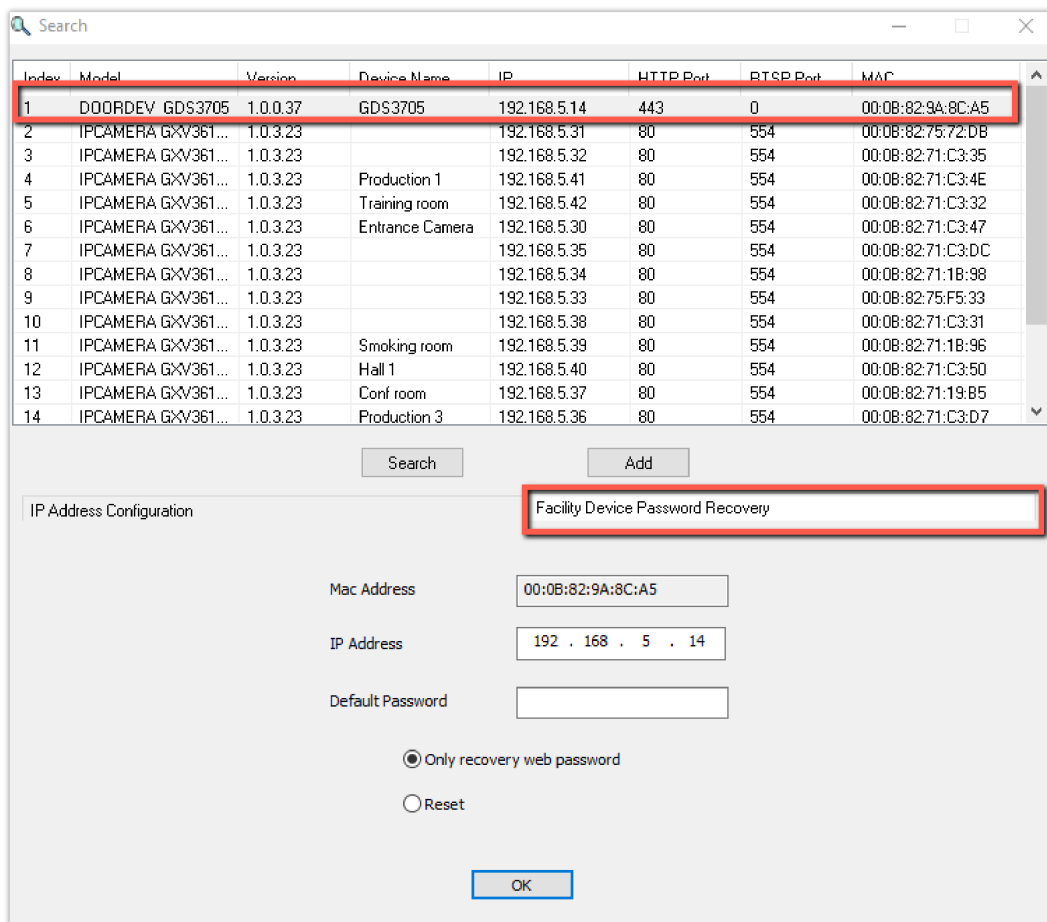 Search
Index Model Version Device Name IP HTTP Port RTSP Port MAC
1 DOORDEV GDS3705 1.0.0.37 GDS3705 192.168.5.14 443 0 00:0B:82:9A:8C:A5
2 IPCAMERA GXV361... 1.0.3.23 192.168.5.31 80 554 00:0B:82:75:72:DB
3 IPCAMERA GXV361... 1.0.3.23 192.168.5.32 80 554 00:0B:82:71:C3:35
4 IPCAMERA GXV361... 1.0.3.23 Production 1 192.168.5.41 80 554 00:0B:82:71:C3:4E
5 IPCAMERA GXV361... 1.0.3.23 Training room 192.168.5.42 80 554 00:0B:82:71:C3:32
6 IPCAMERA GXV361... 1.0.3.23 Entrance Camera 192.168.5.30 80 554 00:0B:82:71:C3:47
7 IPCAMERA GXV361... 1.0.3.23 192.168.5.35 80 554 00:0B:82:71:C3:DC
8 IPCAMERA GXV361... 1.0.3.23 192.168.5.34 80 554 00:0B:82:71:1B:98
9 IPCAMERA GXV361... 1.0.3.23 192.168.5.33 80 554 00:0B:82:75:F5:33
10 IPCAMERA GXV361... 1.0.3.23 192.168.5.38 80 554 00:0B:82:71:C3:31
11 IPCAMERA GXV361... 1.0.3.23 Smoking room 192.168.5.39 80 554 00:0B:82:71:1B:96
12 IPCAMERA GXV361... 1.0.3.23 Hall 1 192.168.5.40 80 554 00:0B:82:71:C3:50
13 IPCAMERA GXV361... 1.0.3.23 Conf room 192.168.5.37 80 554 00:0B:82:71:19:B5
14 IPCAMERA GXV361... 1.0.3.23 Production 3 192.168.5.36 80 554 00:0B:82:71:C3:D7
Search Add
IP Address Configuration Facility Device Password Recovery
Mac Address 00:0B:82:9A:8C:A5
IP Address 192 . 168 . 5 . 14
Default Password
Only recovery web password
Reset
OK